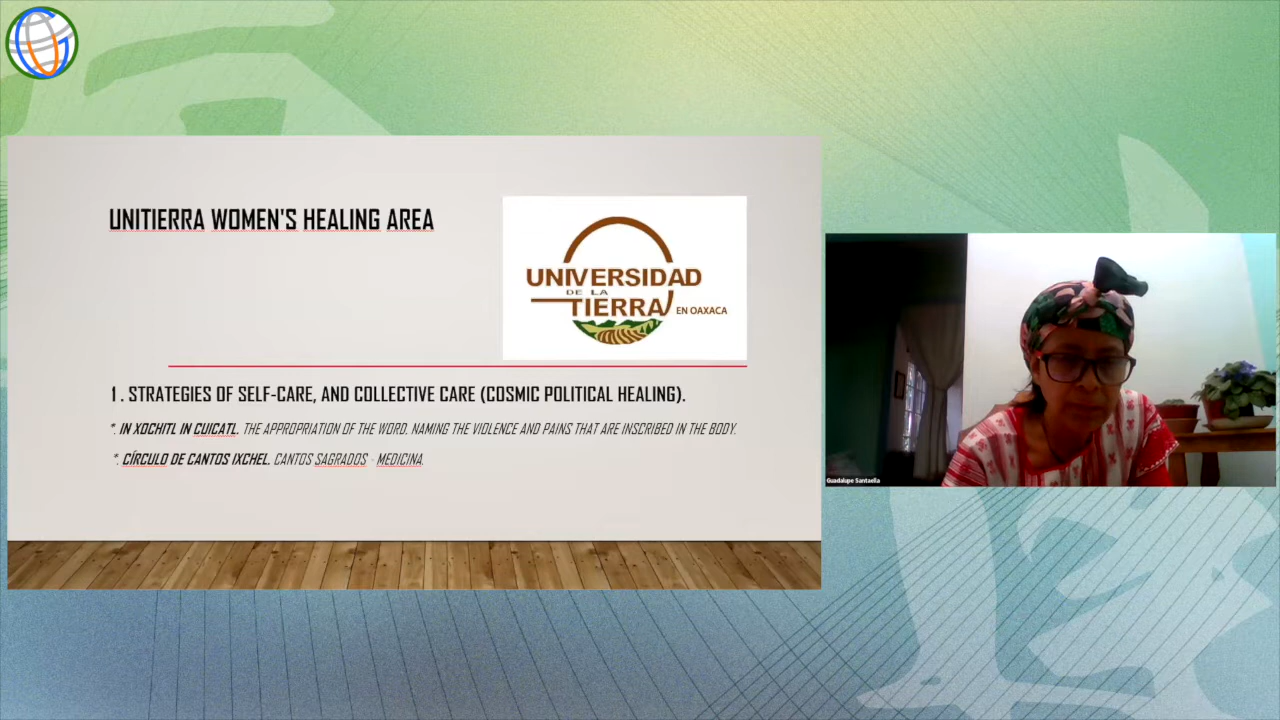 UNITIERRA WOMEN'S HEALING AREA
UNIVERSIDAD
DE LA
TIERRA
EN OAXACA
1. STRATEGIES OF SELF-CARE, AND COLLECTIVE CARE (COSMIC POLITICAL HEALING).
*. IN XOCHITL IN CUICATL. THE APPROPRIATION OF THE WORD, NAMING THE VIOLENCE AND PAINS THAT ARE INSCRIBED IN THE BODY.
*. CÍRCULO DE CANTOS IXCHEL. CANTOS SAGRADOS - MEDICINA.
Guadalupe Santaella